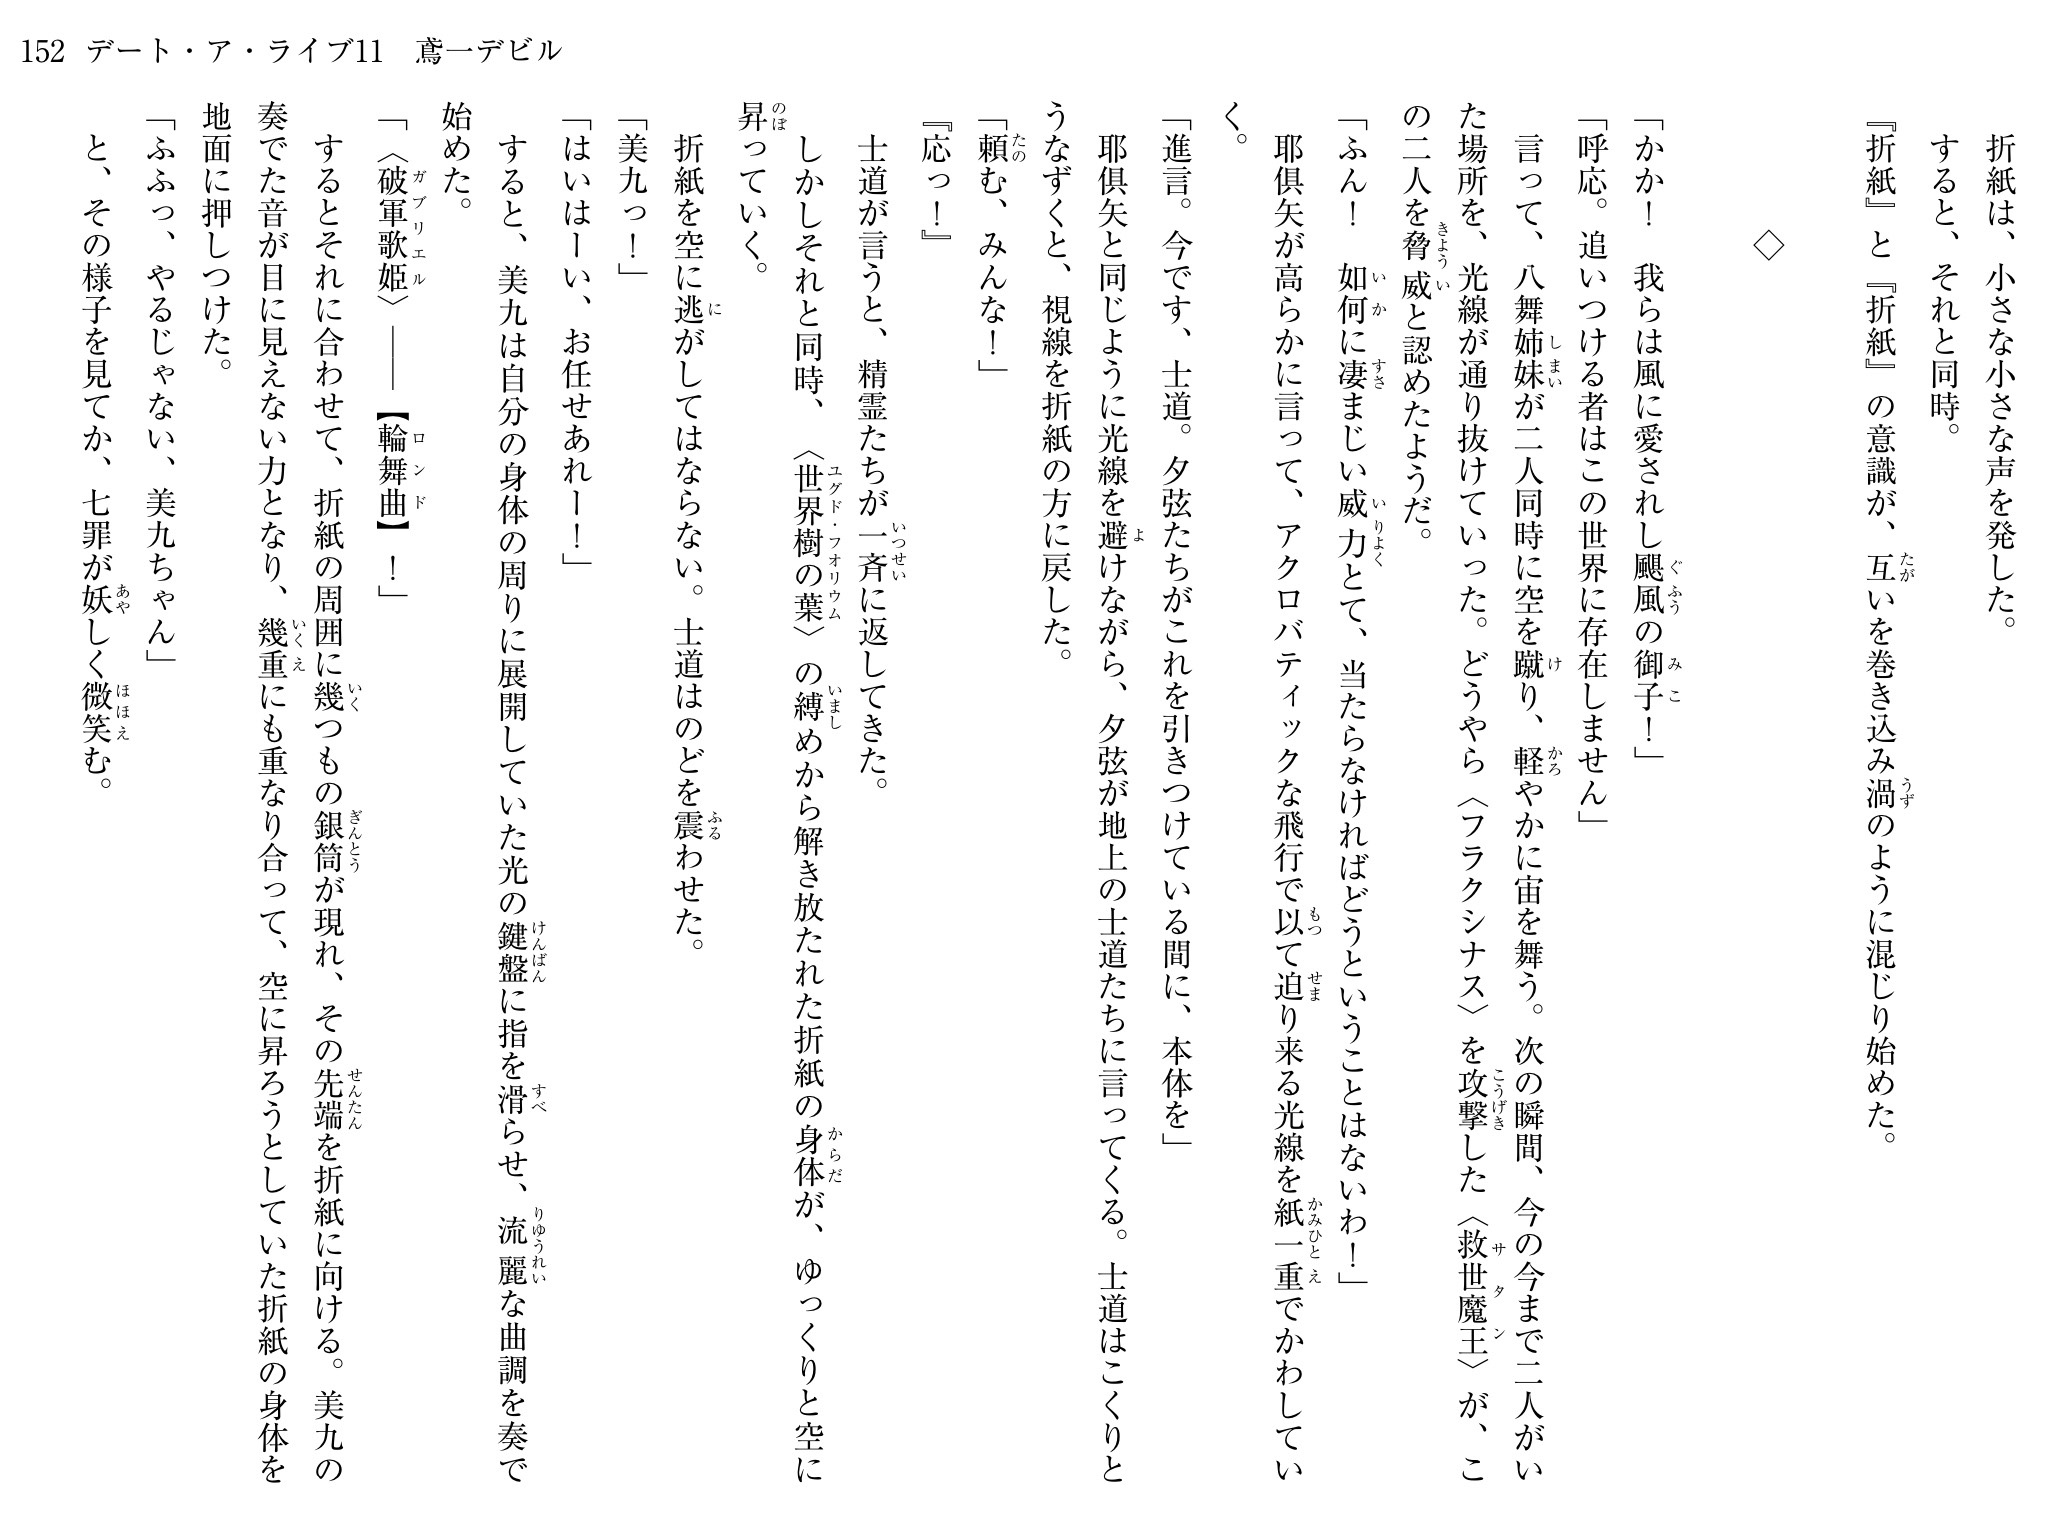 152 デート・ア・ライブ11　鳶一デビル
　折紙は、小さな小さな声を発した。
　すると、それと同時。
『折紙』と『折紙』の意識が、互いを巻き込み渦のように混じり始めた。
◇
「かか！　我らは風に愛されし颶風の御子！」
「呼応。追いつける者はこの世界に存在しません」
　言って、八舞姉妹が二人同時に空を蹴り、軽やかに宙を舞う。次の瞬間、今の今まで二人がい
た場所を、光線が通り抜けていった。どうやら〈フラクシナス〉を攻撃した〈救世魔王〉が、こ
の二人を脅威と認めたようだ。
「ふん！　如何に凄まじい威力とて、当たらなければどうということはないわ！」
　耶倶矢が高らかに言って、アクロバティックな飛行で以て迫り来る光線を紙一重でかわしてい
く。
「進言。今です、士道。夕弦たちがこれを引きつけている間に、本体を」
　耶倶矢と同じように光線を避けながら、夕弦が地上の士道たちに言ってくる。士道はこくりと
うなずくと、視線を折紙の方に戻した。
「頼む、みんな！」
『応っ！』
　士道が言うと、精霊たちが一斉に返してきた。
　しかしそれと同時、〈世界樹の葉〉の縛めから解き放たれた折紙の身体が、ゆっくりと空に
昇っていく。
　折紙を空に逃がしてはならない。士道はのどを震わせた。
「美九っ！」
「はいはーい、お任せあれー！」
　すると、美九は自分の身体の周りに展開していた光の鍵盤に指を滑らせ、流麗な曲調を奏で
始めた。
「〈破軍歌姫〉――【輪舞曲】！」
　するとそれに合わせて、折紙の周囲に幾つもの銀筒が現れ、その先端を折紙に向ける。美九の
奏でた音が目に見えない力となり、幾重にも重なり合って、空に昇ろうとしていた折紙の身体を
地面に押しつけた。
「ふふっ、やるじゃない、美九ちゃん」
　と、その様子を見てか、七罪が妖しく微笑む。